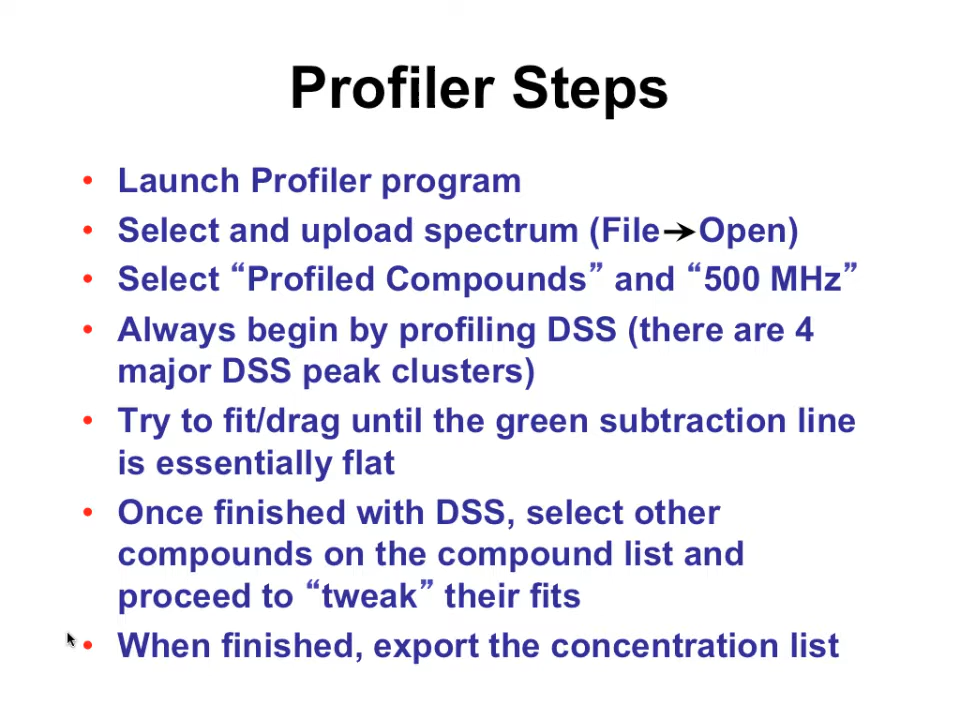 Profiler Steps
• Launch Profiler program
• Select and upload spectrum (File→Open)
• Select “Profiled Compounds” and “500 MHz”
• Always begin by profiling DSS (there are 4
major DSS peak clusters)
• Try to fit/drag until the green subtraction line
is essentially flat
• Once finished with DSS, select other
compounds on the compound list and
proceed to “tweak” their fits
• When finished, export the concentration list